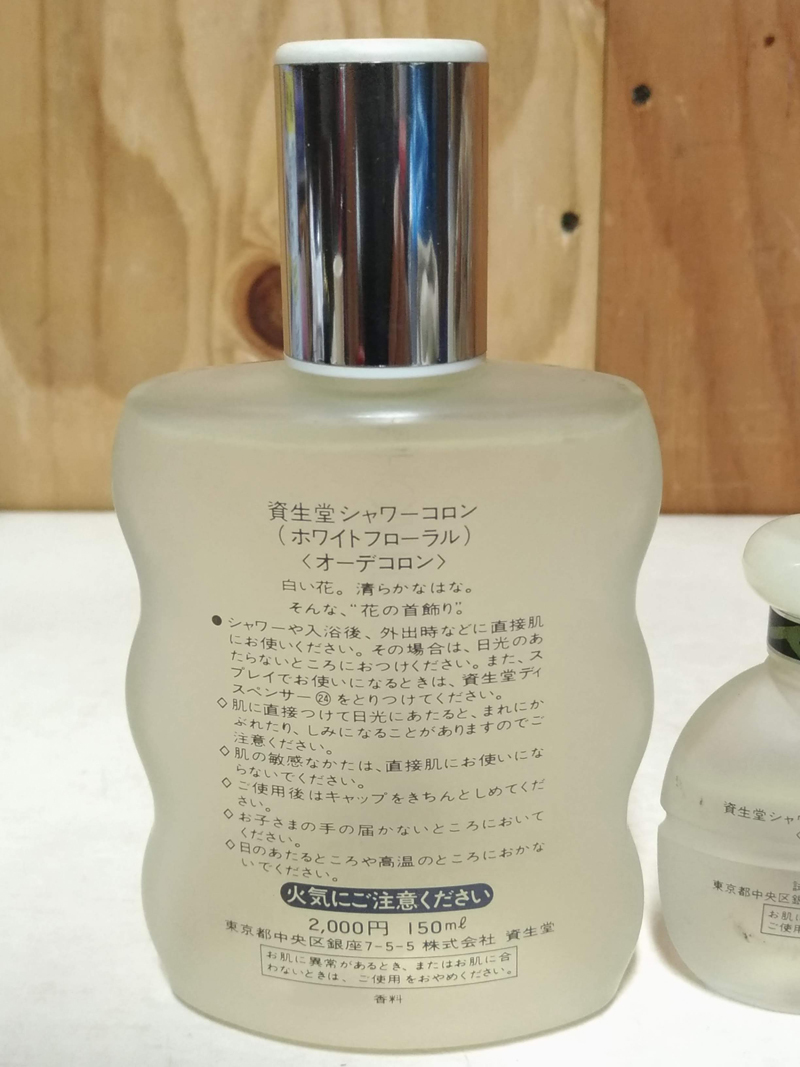 資生堂シャワーコロン
(ホワイトフローラル)
〈オーデコロン〉
白い花。清らかなはな。
そんな、“花の首飾り”。
●シャワーや入浴後、外出時などに直接肌
にお使いください。その場合は、日光のあ
たらないところにおつけください。また、ス
プレイでお使いになるときは、資生堂ディ
スペンサー㉔をとりつけてください。
◇肌に直接つけて日光にあたると、まれにか
ぶれたり、しみになることがありますのでご
注意ください。
◇肌の敏感なかたは、直接肌にお使いにな
らないでください。
◇ご使用後はキャップをきちんとしめてくだ
さい。
◇お子さまの手の届かないところにおいて
ください。
◇日のあたるところや高温のところにおかな
いでください。
火気にご注意ください
2,000円 150ml
東京都中央区銀座7-5-5 株式会社 資生堂
お肌に異常があるとき、またはお肌に合
わないときは、ご使用をおやめください。
香料
資生堂シャワ
試
東京都中央区銀
お肌に
ご使用